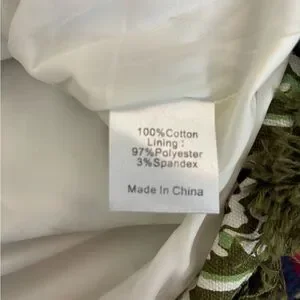 100%Cotton
Lining :
97%Polyester
3%Spandex
Made In China